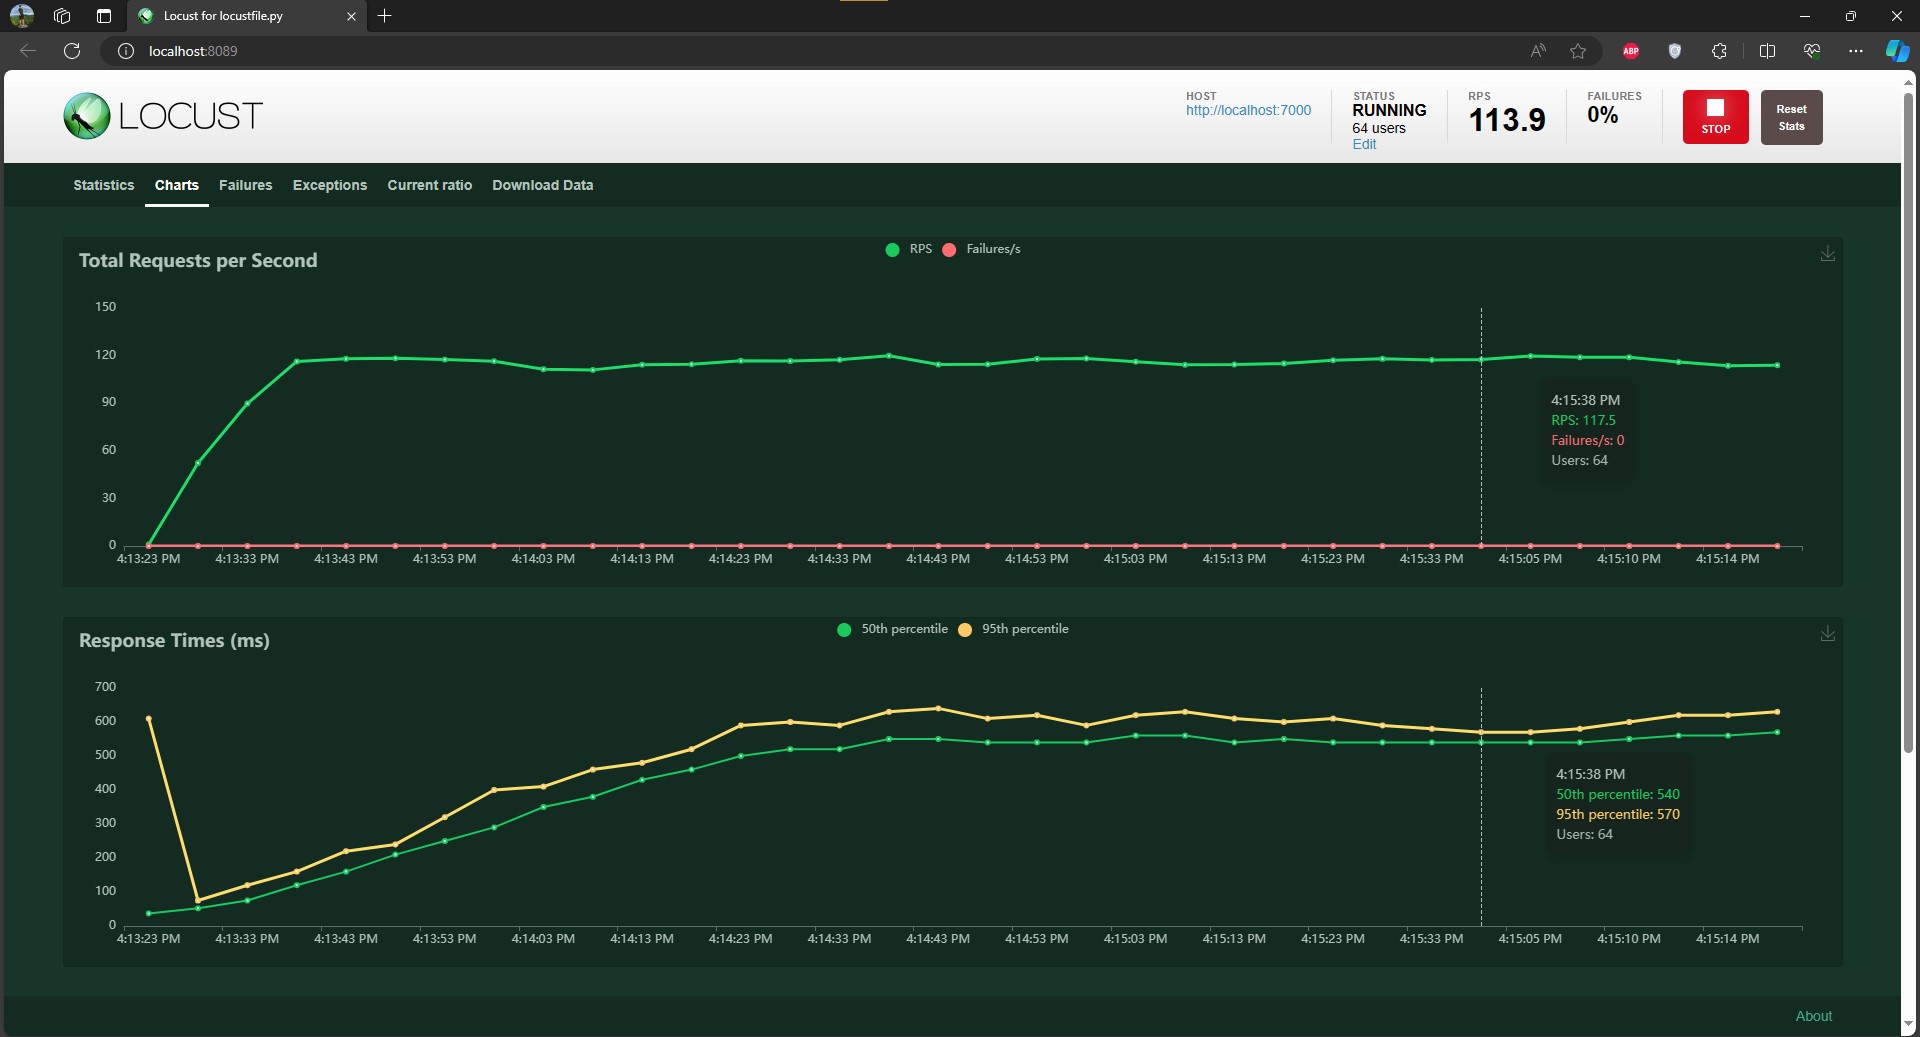 Locust for locustfile.py
localhost:8089
ABP
LOCUST
HOST
http://localhost:7000
STATUS
RUNNING
64 users
Edit
RPS
113.9
FAILURES
0%
STOP
Reset
Stats
Statistics Charts Failures Exceptions Current ratio Download Data
Total Requests per Second
RPS Failures/s
150
120
90
60
30
0
4:15:38 PM
RPS: 117.5
Failures/s: 0
Users: 64
4:13:23 PM 4:13:33 PM 4:13:43 PM 4:13:53 PM 4:14:03 PM 4:14:13 PM 4:14:23 PM 4:14:33 PM 4:14:43 PM 4:14:53 PM 4:15:03 PM 4:15:13 PM 4:15:23 PM 4:15:33 PM 4:15:05 PM 4:15:10 PM 4:15:14 PM
Response Times (ms)
50th percentile 95th percentile
700
600
500
400
300
200
100
0
4:15:38 PM
50th percentile: 540
95th percentile: 570
Users: 64
4:13:23 PM 4:13:33 PM 4:13:43 PM 4:13:53 PM 4:14:03 PM 4:14:13 PM 4:14:23 PM 4:14:33 PM 4:14:43 PM 4:14:53 PM 4:15:03 PM 4:15:13 PM 4:15:23 PM 4:15:33 PM 4:15:05 PM 4:15:10 PM 4:15:14 PM
About